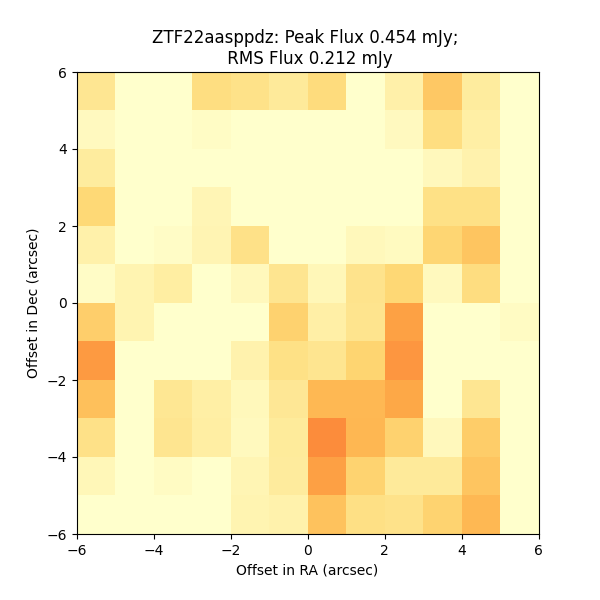 ZTF22aasppdz: Peak Flux 0.454 mJy;
RMS Flux 0.212 mJy
6
4
2
0
−2
−4
−6
Offset in Dec (arcsec)
−6 −4 −2 0 2 4 6
Offset in RA (arcsec)